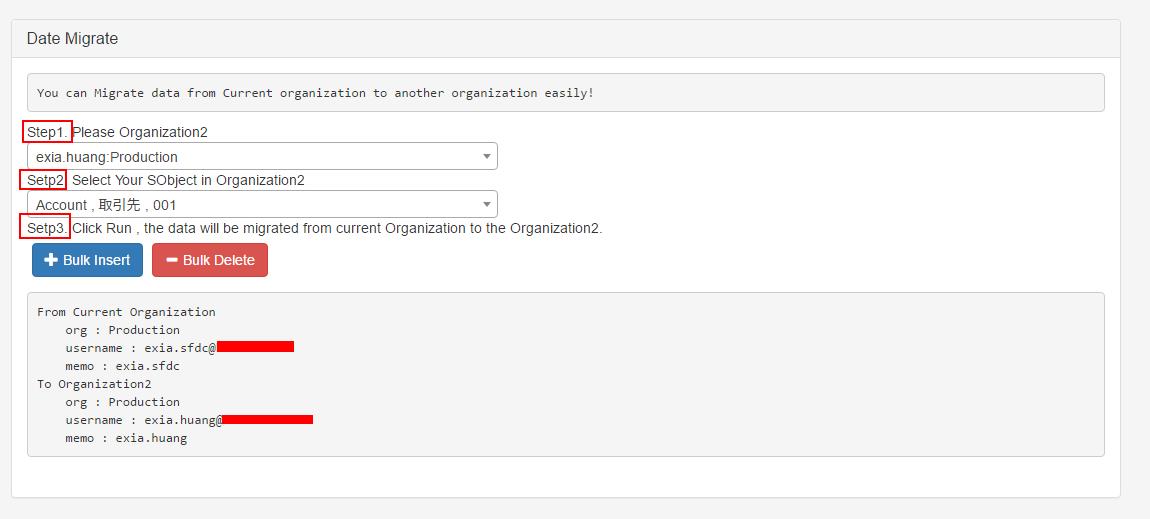 Date Migrate
You can Migrate data from Current organization to another organization easily!
Step1. Please Organization2
exia.huang:Production
Setp2 Select Your SObject in Organization2
Account , 取引先 , 001
Setp3. Click Run , the data will be migrated from current Organization to the Organization2.
Bulk Insert Bulk Delete
From Current Organization
org : Production
username : exia.sfdc@
memo : exia.sfdc
To Organization2
org : Production
username : exia.huang@
memo : exia.huang